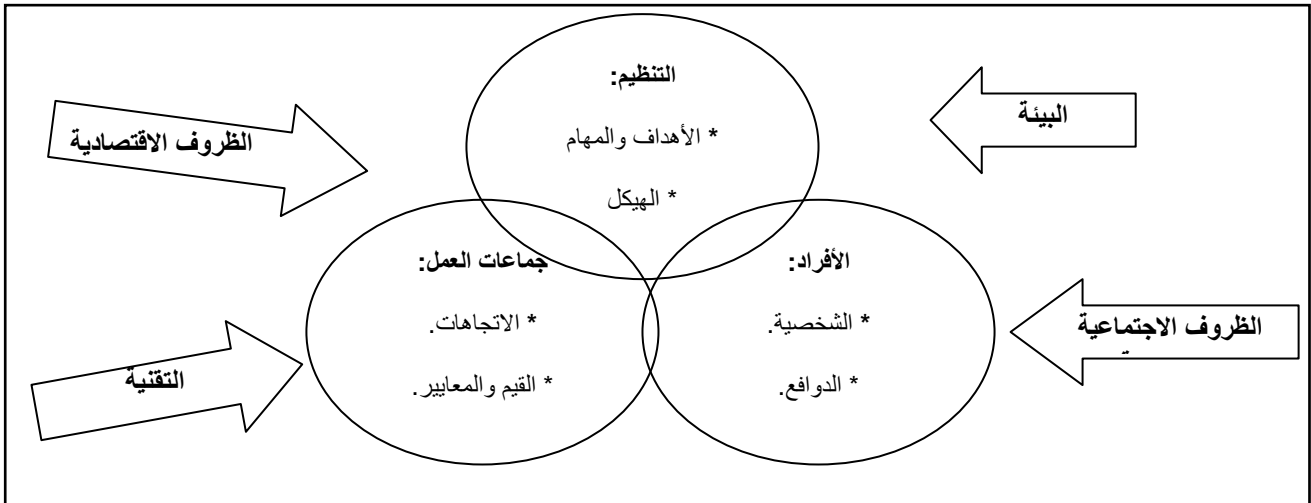 التنظيم:
* الأهداف والمهام
* الهيكل
البيئة
الظروف الاقتصادية
الأفراد:
* الشخصية.
* الدوافع.
جماعات العمل:
* الاتجاهات.
* القيم والمعايير.
الظروف الاجتماعية
التقنية